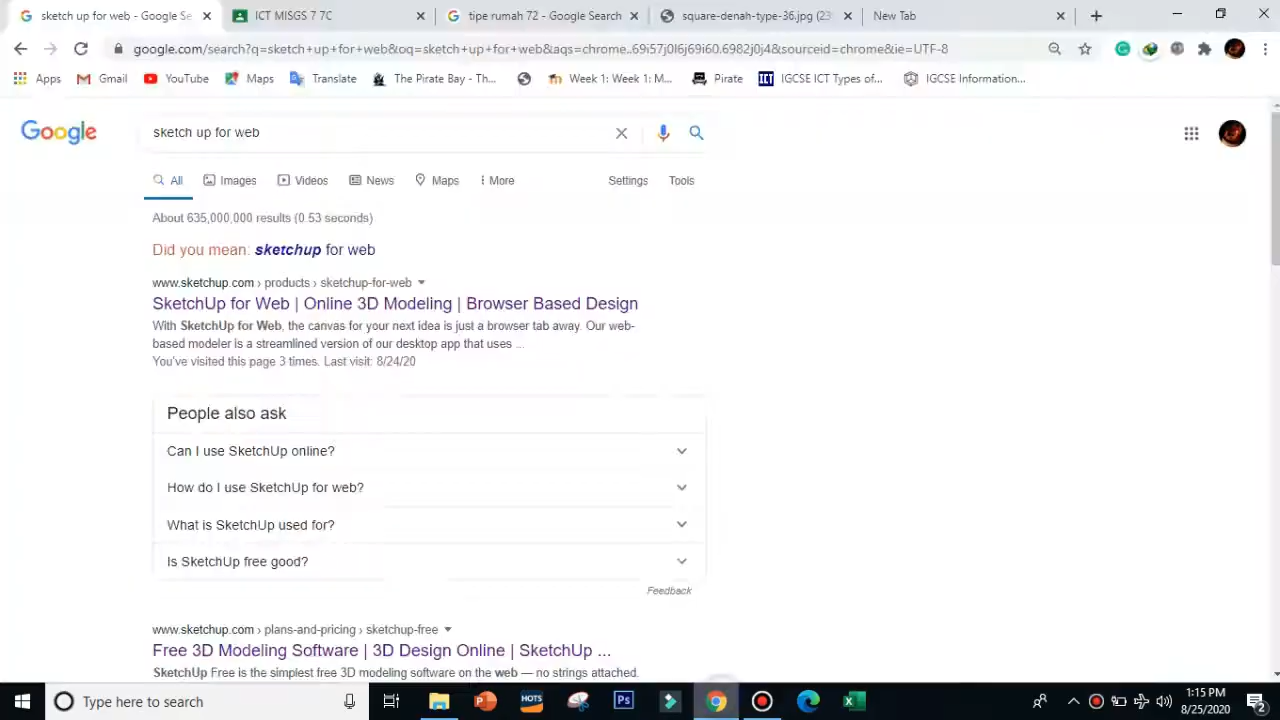 sketch up for web - Google Sea
ICT MISGS 7 7C
tipe rumah 72 - Google Search
square-denah-type-36.jpg (23
New Tab
google.com/search?q=sketch+up+for+web&oq=sketch+up+for+web&aqs=chrome..69i57j0l6j69i60.6982j0j4&sourceid=chrome&ie=UTF-8
Apps
Gmail
YouTube
Maps
Translate
The Pirate Bay - Th...
Week 1: Week 1: M...
Pirate
ICT
IGCSE ICT Types of...
IGCSE Information...
Google
sketch up for web
All
Images
Videos
News
Maps
More
Settings
Tools
About 635,000,000 results (0.53 seconds)
Did you mean: sketchup for web
www.sketchup.com › products › sketchup-for-web
SketchUp for Web | Online 3D Modeling | Browser Based Design
With SketchUp for Web, the canvas for your next idea is just a browser tab away. Our web-
based modeler is a streamlined version of our desktop app that uses ...
You've visited this page 3 times. Last visit: 8/24/20
People also ask
Can I use SketchUp online?
How do I use SketchUp for web?
What is SketchUp used for?
Is SketchUp free good?
Feedback
www.sketchup.com › plans-and-pricing › sketchup-free
Free 3D Modeling Software | 3D Design Online | SketchUp ...
SketchUp Free is the simplest free 3D modeling software on the web — no strings attached.
Type here to search
HOTS
Ps
1:15 PM
8/25/2020
2